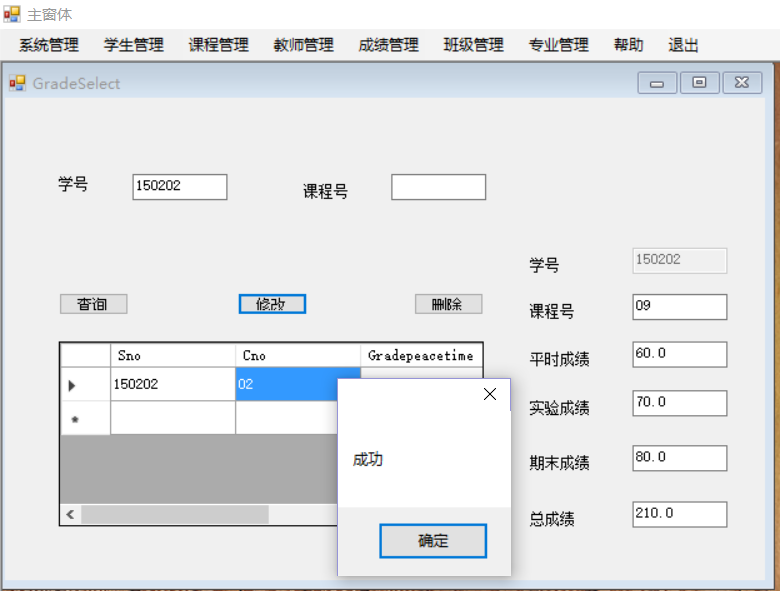 主窗体
系统管理 学生管理 课程管理 教师管理 成绩管理 班级管理 专业管理 帮助 退出
GradeSelect
学号 150202 课程号
学号 150202
查询 修改 删除
课程号 09
Sno Cno Gradepeacetime
平时成绩 60.0
150202 02
实验成绩 70.0
成功
期末成绩 80.0
总成绩 210.0
确定